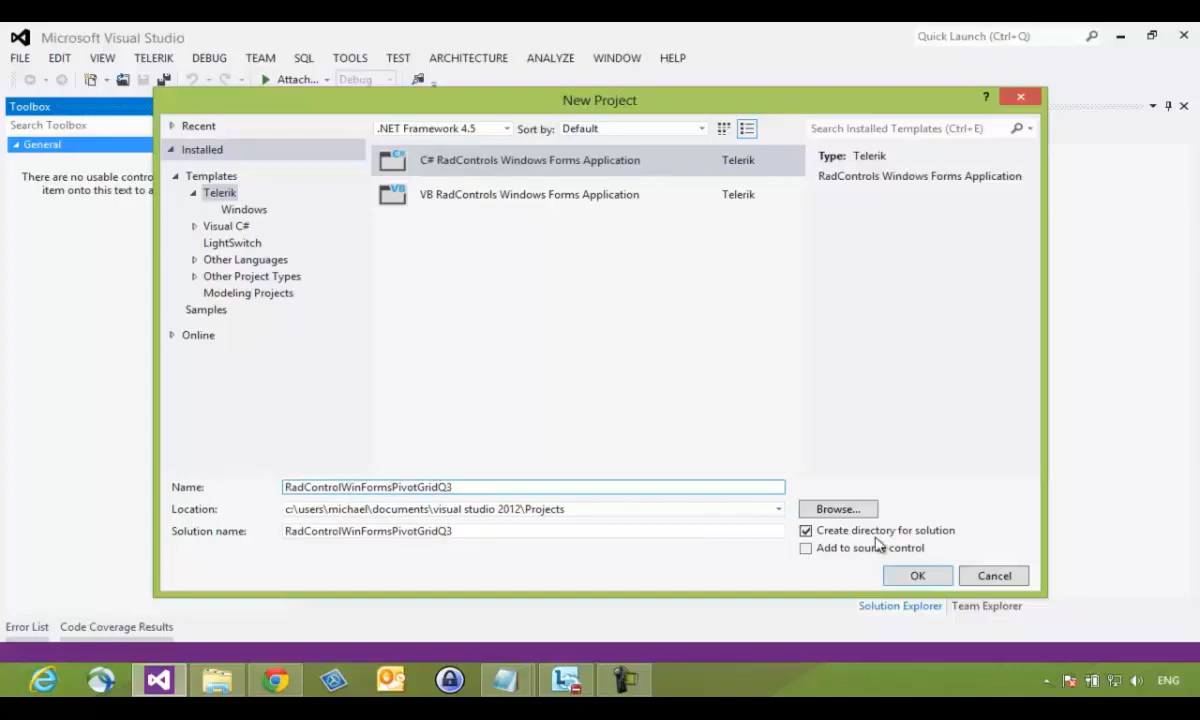 Microsoft Visual Studio
Quick Launch (Ctrl+Q)
FILE EDIT VIEW TELERIK DEBUG TEAM SQL TOOLS TEST ARCHITECTURE ANALYZE WINDOW HELP
Attach... Debug
Toolbox
Search Toolbox
General
There are no usable contro
item onto this text to a
New Project
?
Recent
Installed
Templates
Telerik
Windows
Visual C#
LightSwitch
Other Languages
Other Project Types
Modeling Projects
Samples
Online
.NET Framework 4.5 Sort by: Default
C# RadControls Windows Forms Application Telerik
VB RadControls Windows Forms Application Telerik
Search Installed Templates (Ctrl+E)
Type: Telerik
RadControls Windows Forms Application
Name: RadControlWinFormsPivotGridQ3
Location: c:\users\michael\documents\visual studio 2012\Projects Browse...
Solution name: RadControlWinFormsPivotGridQ3
Create directory for solution
Add to source control
OK Cancel
Solution Explorer Team Explorer
Error List Code Coverage Results
ENG